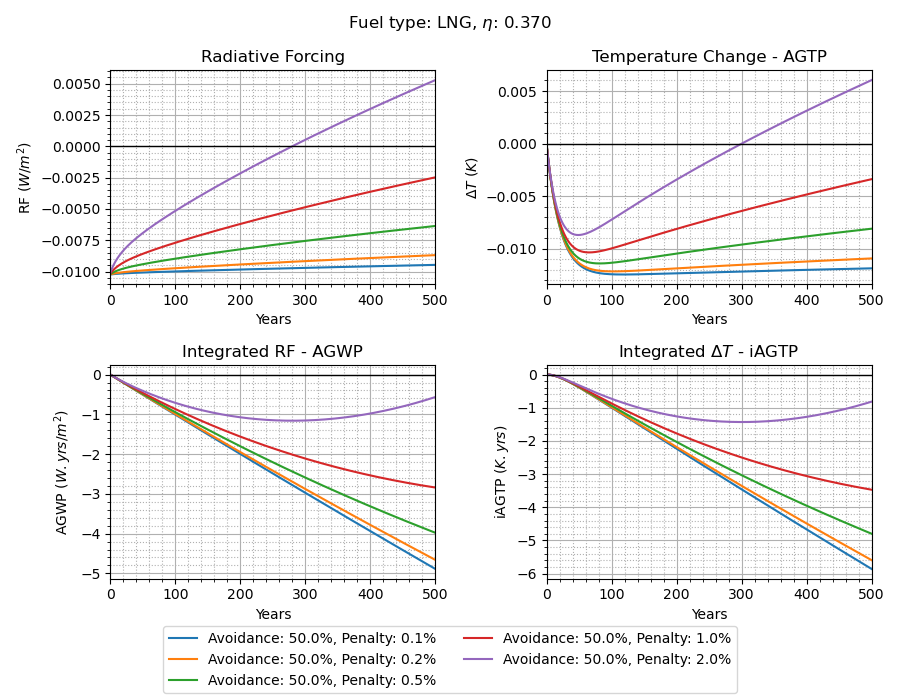 Fuel type: LNG, η: 0.370
Radiative Forcing
0.0050
0.0025
0.0000
−0.0025
−0.0050
−0.0075
−0.0100
RF (W/m²)
0 100 200 300 400 500
Years
Temperature Change - AGTP
0.005
0.000
−0.005
−0.010
ΔT (K)
0 100 200 300 400 500
Years
Integrated RF - AGWP
0
−1
−2
−3
−4
−5
AGWP (W. yrs/m²)
0 100 200 300 400 500
Years
Integrated ΔT - iAGTP
0
−1
−2
−3
−4
−5
−6
iAGTP (K. yrs)
0 100 200 300 400 500
Years
Avoidance: 50.0%, Penalty: 0.1%
Avoidance: 50.0%, Penalty: 0.2%
Avoidance: 50.0%, Penalty: 0.5%
Avoidance: 50.0%, Penalty: 1.0%
Avoidance: 50.0%, Penalty: 2.0%